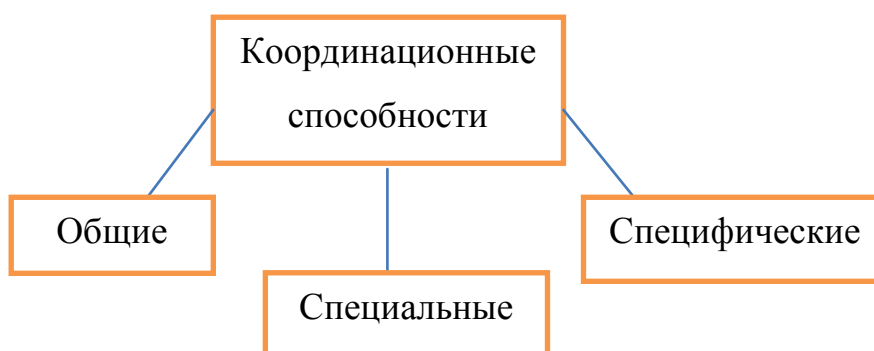 Координационные
способности
Общие
Специфические
Специальные